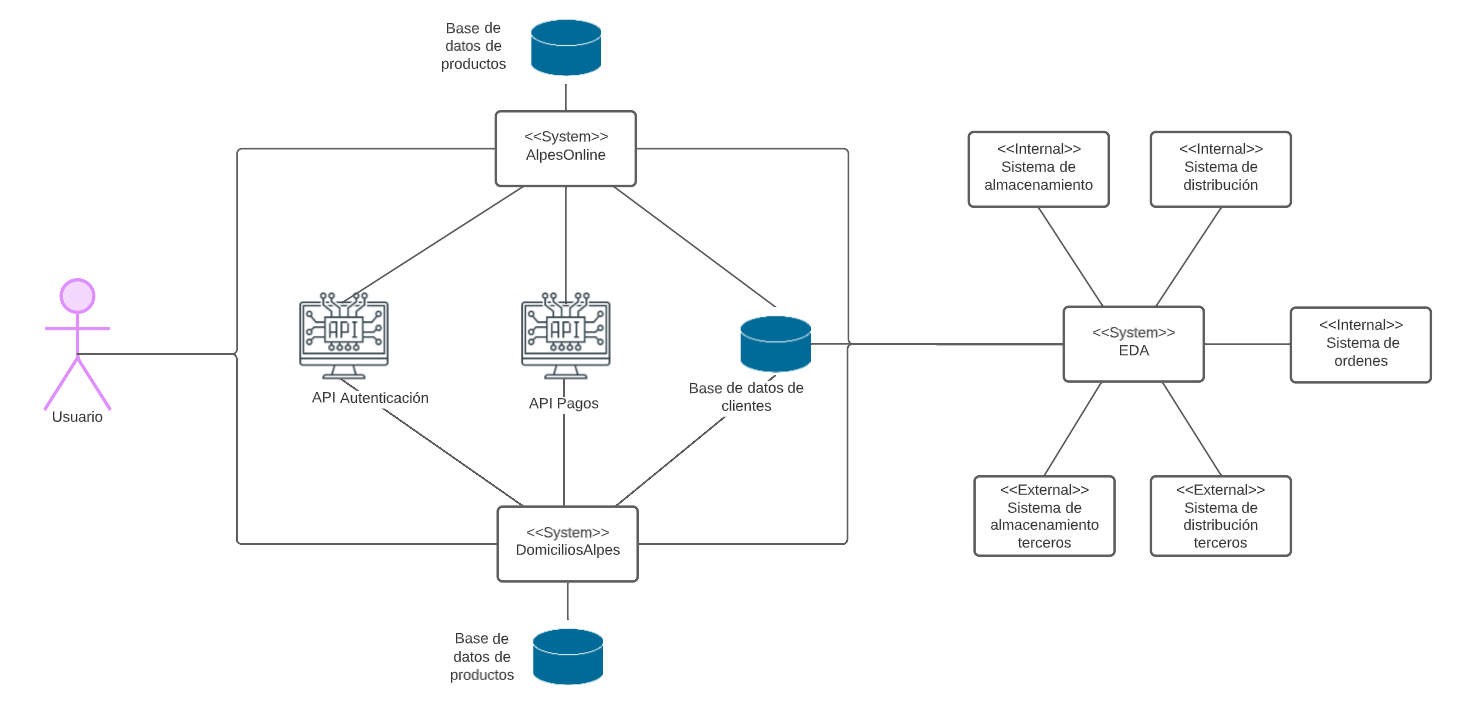 Base de
datos de
productos
<<System>>
AlpesOnline
<<Internal>>
Sistema de
almacenamiento
<<Internal>>
Sistema de
distribución
API
API
Usuario
API Autenticación
API Pagos
Base de datos de
clientes
<<System>>
EDA
<<Internal>>
Sistema de
ordenes
<<System>>
DomiciliosAlpes
<<External>>
Sistema de
almacenamiento
terceros
<<External>>
Sistema de
distribución
terceros
Base de
datos de
productos